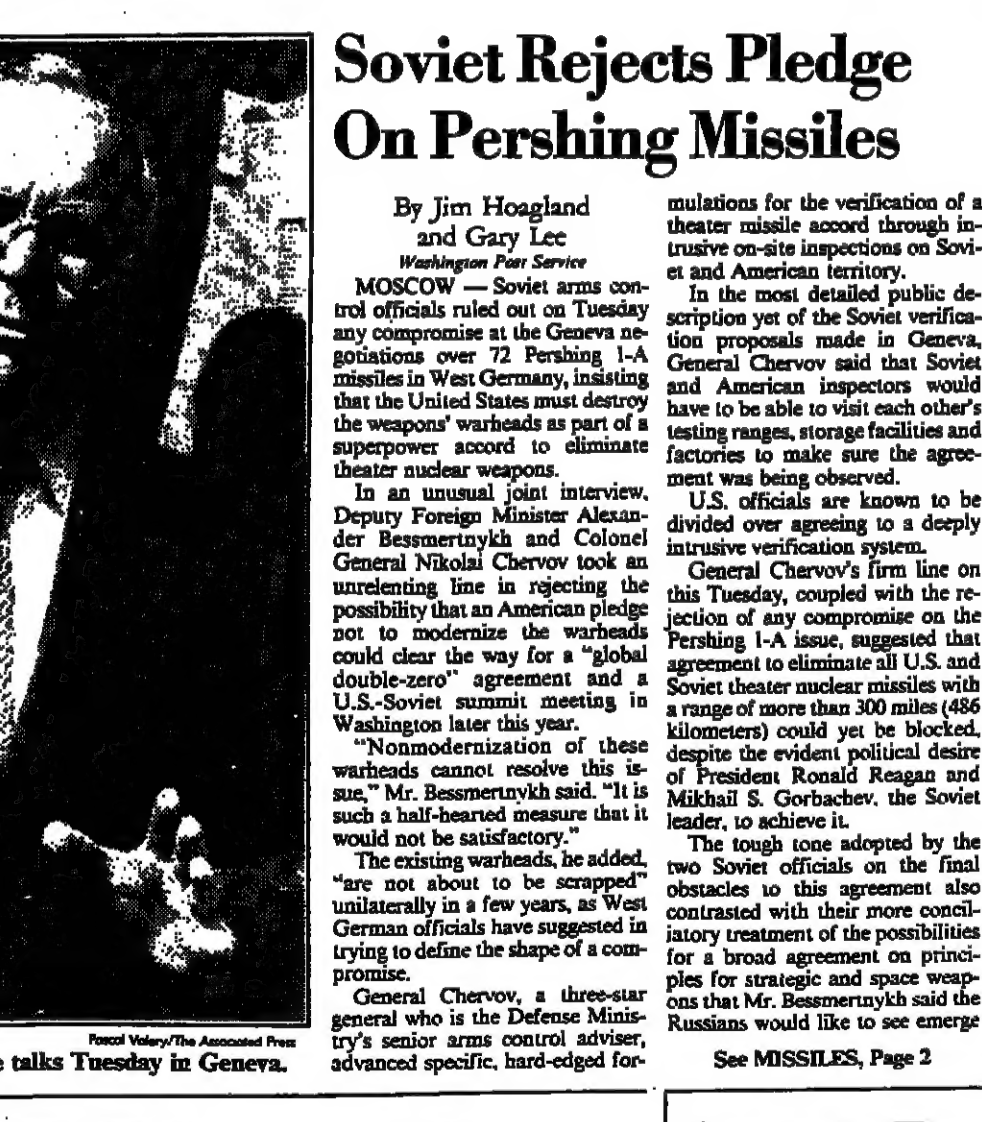 Soviet Rejects Pledge
On Pershing Missiles
By Jim Hoagland
and Gary Lee
Washington Post Service
MOSCOW — Soviet arms con-
trol officials ruled out on Tuesday
any compromise at the Geneva ne-
gotiations over 72 Pershing 1-A
missiles in West Germany, insisting
that the United States must destroy
the weapons' warheads as part of a
superpower accord to eliminate
theater nuclear weapons.
In an unusual joint interview,
Deputy Foreign Minister Alexan-
der Bessmertnykh and Colonel
General Nikolai Chervov took an
unrelenting line in rejecting the
possibility that an American pledge
not to modernize the warheads
could clear the way for a "global
double-zero" agreement and a
U.S.-Soviet summit meeting in
Washington later this year.
"Nonmodernization of these
warheads cannot resolve this is-
sue," Mr. Bessmertnykh said. "It is
such a half-hearted measure that it
would not be satisfactory."
The existing warheads, he added,
"are not about to be scrapped"
unilaterally in a few years, as West
German officials have suggested in
trying to define the shape of a com-
promise.
General Chervov, a three-star
general who is the Defense Minis-
try's senior arms control adviser,
advanced specific, hard-edged for-
mulations for the verification of a
theater missile accord through in-
trusive on-site inspections on Sovi-
et and American territory.
In the most detailed public de-
scription yet of the Soviet verifica-
tion proposals made in Geneva,
General Chervov said that Soviet
and American inspectors would
have to be able to visit each other's
testing ranges, storage facilities and
factories to make sure the agree-
ment was being observed.
U.S. officials are known to be
divided over agreeing to a deeply
intrusive verification system.
General Chervov's firm line on
this Tuesday, coupled with the re-
jection of any compromise on the
Pershing 1-A issue, suggested that
agreement to eliminate all U.S. and
Soviet theater nuclear missiles with
a range of more than 300 miles (486
kilometers) could yet be blocked,
despite the evident political desire
of President Ronald Reagan and
Mikhail S. Gorbachev, the Soviet
leader, to achieve it.
The tough tone adopted by the
two Soviet officials on the final
obstacles to this agreement also
contrasted with their more concil-
iatory treatment of the possibilities
for a broad agreement on princi-
ples for strategic and space weap-
ons that Mr. Bessmertnykh said the
Russians would like to see emerge
See MISSILES, Page 2
Pascal Volery/The Associated Press
talks Tuesday in Geneva.